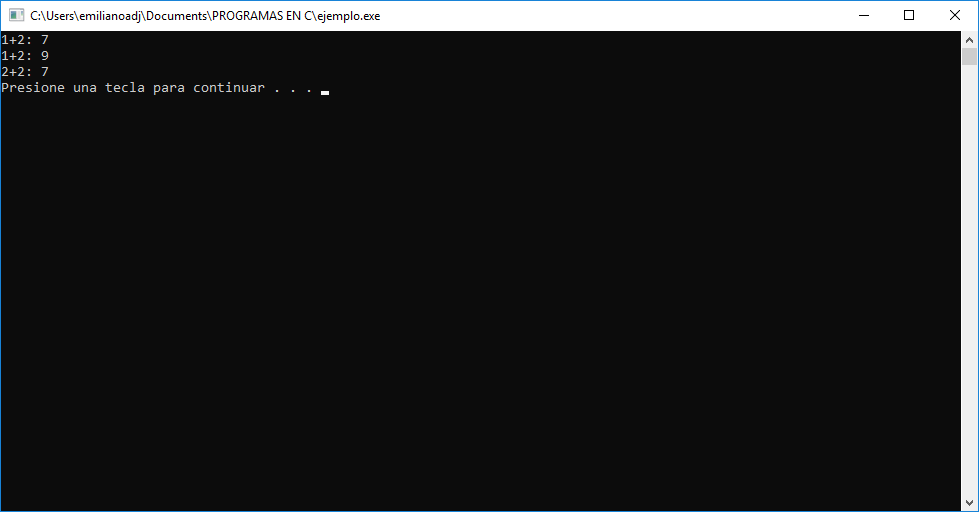 C:\Users\emilianoadj\Documents\PROGRAMAS EN C\ejemplo.exe
1+2: 7
1+2: 9
2+2: 7
Presione una tecla para continuar . . .